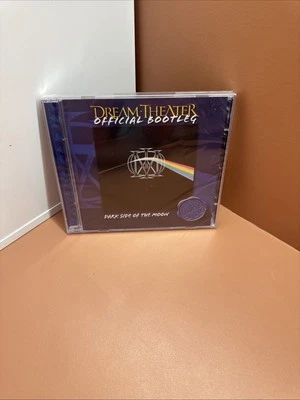 DREAM THEATER
OFFICIAL BOOTLEG
DARK SIDE OF THE MOON